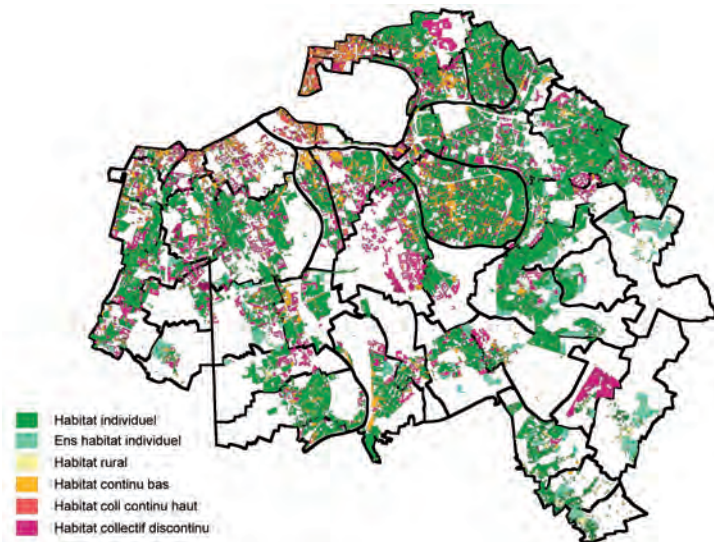 Habitat individuel
Ens habitat individuel
Habitat rural
Habitat continu bas
Habitat coll continu haut
Habitat collectif discontinu